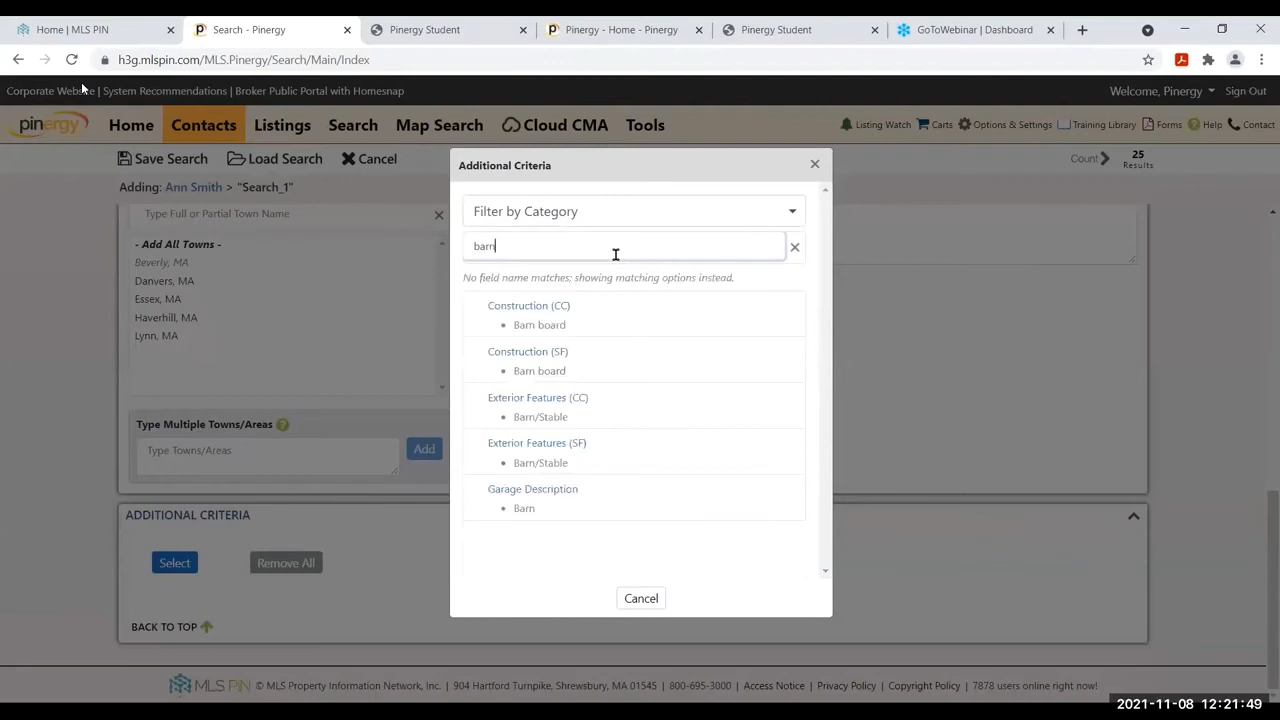 Home | MLS PIN
Search - Pinergy
Pinergy Student
Pinergy - Home - Pinergy
Pinergy Student
GoToWebinar | Dashboard
h3g.mlspin.com/MLS.Pinergy/Search/Main/Index
Corporate Website | System Recommendations | Broker Public Portal with Homesnap
Welcome, Pinergy
Sign Out
pinergy
Home
Contacts
Listings
Search
Map Search
Cloud CMA
Tools
Listing Watch
Carts
Options & Settings
Training Library
Forms
Help
Contact
Save Search
Load Search
Cancel
Count
25
Results
Adding: Ann Smith > "Search_1"
Type Full or Partial Town Name
- Add All Towns -
Beverly, MA
Danvers, MA
Essex, MA
Haverhill, MA
Lynn, MA
Type Multiple Towns/Areas
Type Towns/Areas
Add
ADDITIONAL CRITERIA
Select
Remove All
BACK TO TOP
Additional Criteria
Filter by Category
barn
No field name matches; showing matching options instead.
Construction (CC)
• Barn board
Construction (SF)
• Barn board
Exterior Features (CC)
• Barn/Stable
Exterior Features (SF)
• Barn/Stable
Garage Description
• Barn
Cancel
MLS PIN © MLS Property Information Network, Inc. | 904 Hartford Turnpike, Shrewsbury, MA 01545 | 800-695-3000 | Access Notice | Privacy Policy | Copyright Policy | 7878 users online right now!
2021-11-08 12:21:49